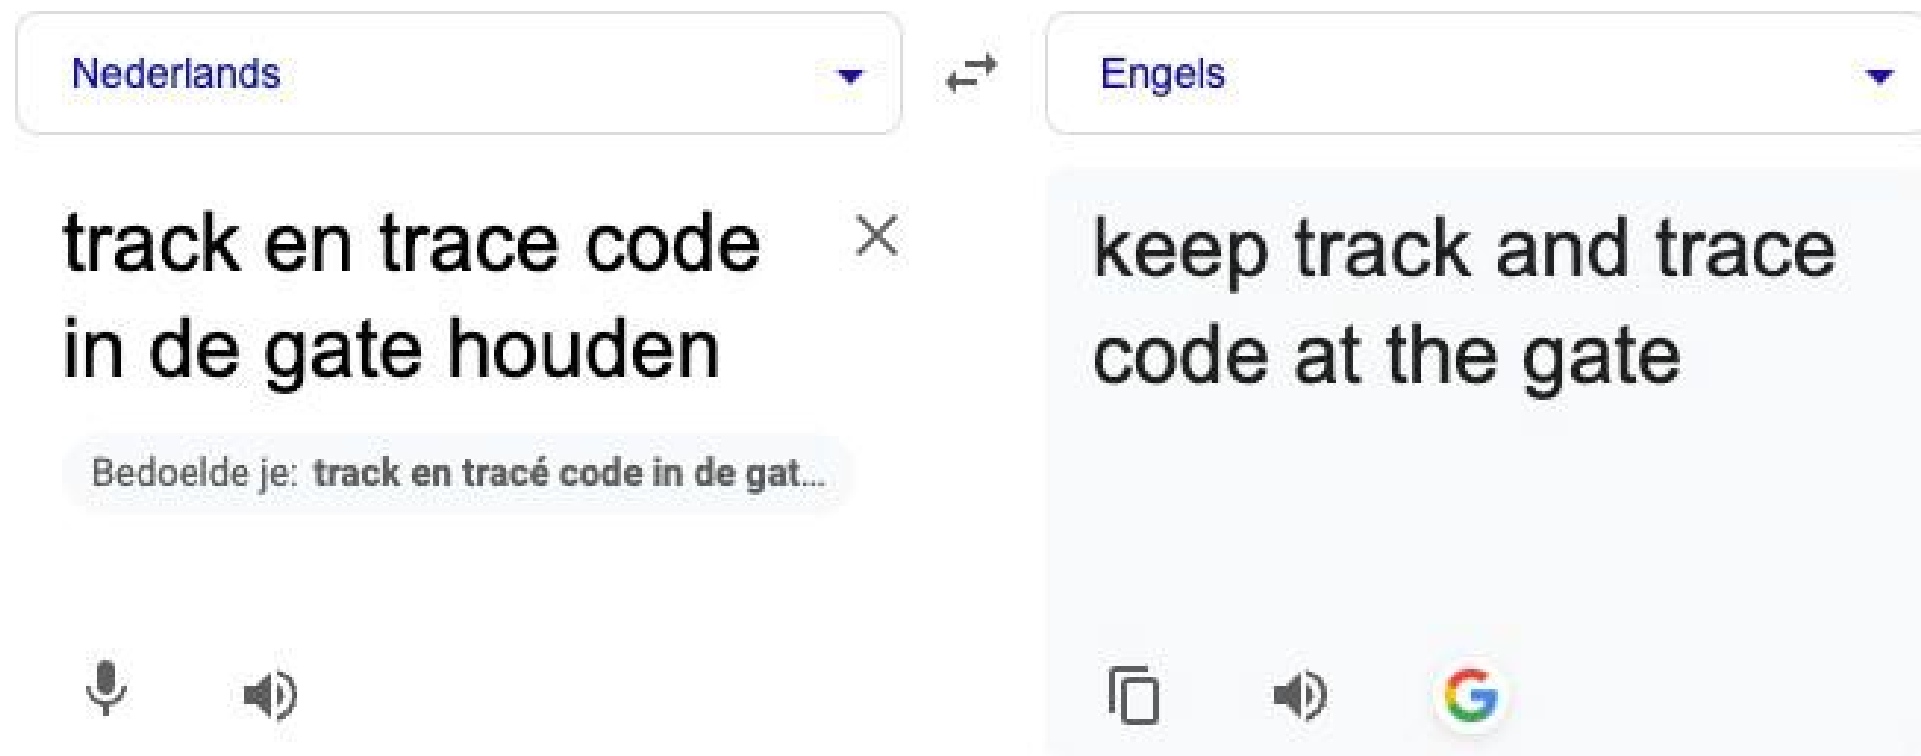 Nederlands
Engels
track en trace code
in de gate houden
Bedoelde je: track en tracé code in de gat...
keep track and trace
code at the gate